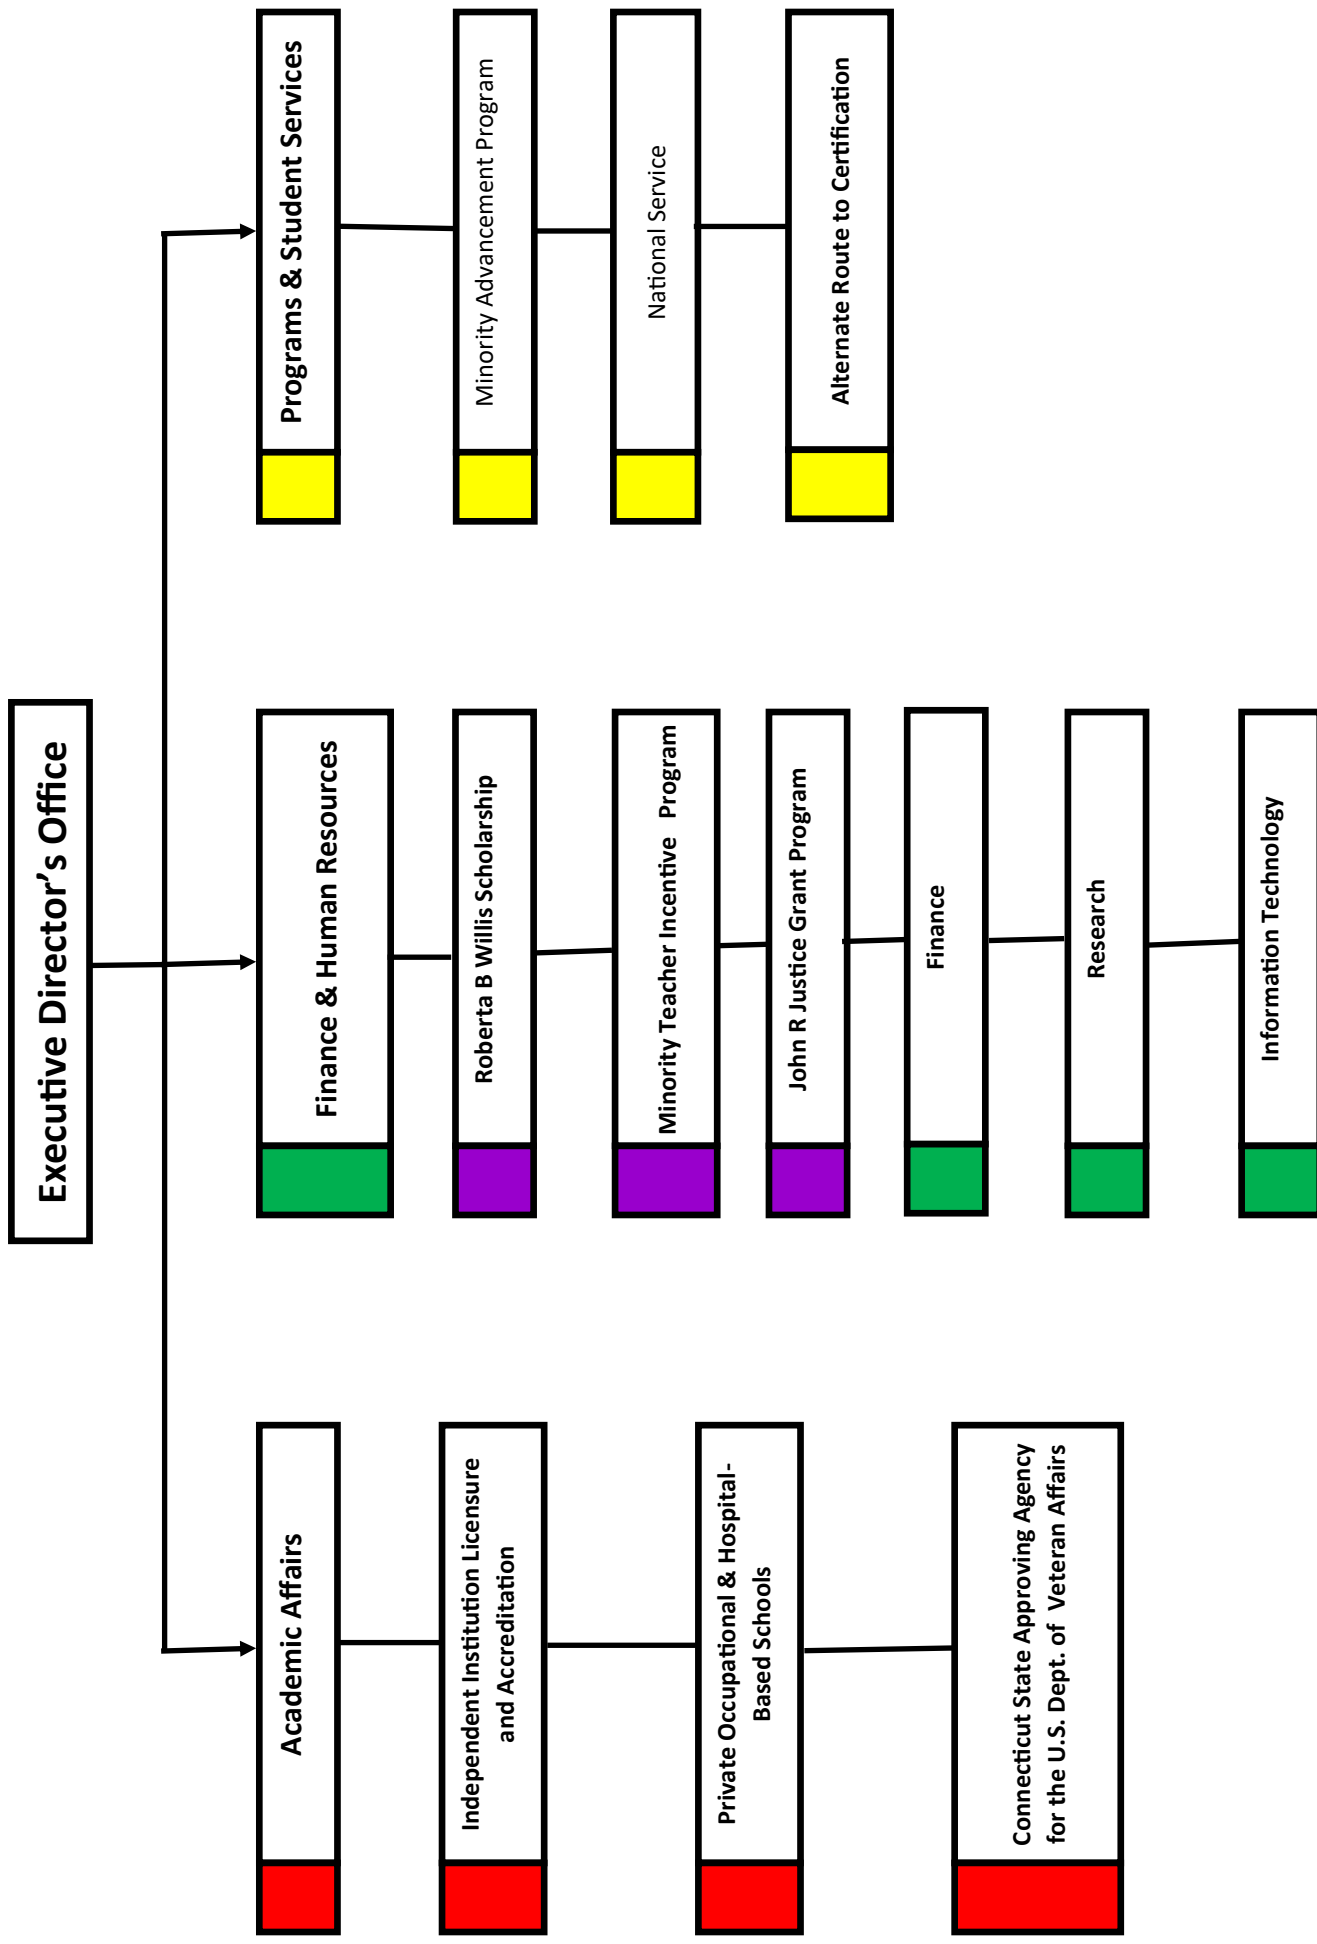 Executive Director’s Office
Academic Affairs
Independent Institution Licensure
and Accreditation
Private Occupational & Hospital-
Based Schools
Connecticut State Approving Agency
for the U.S. Dept. of Veteran Affairs
Finance & Human Resources
Roberta B Willis Scholarship
Minority Teacher Incentive Program
John R Justice Grant Program
Finance
Research
Information Technology
Programs & Student Services
Minority Advancement Program
National Service
Alternate Route to Certification